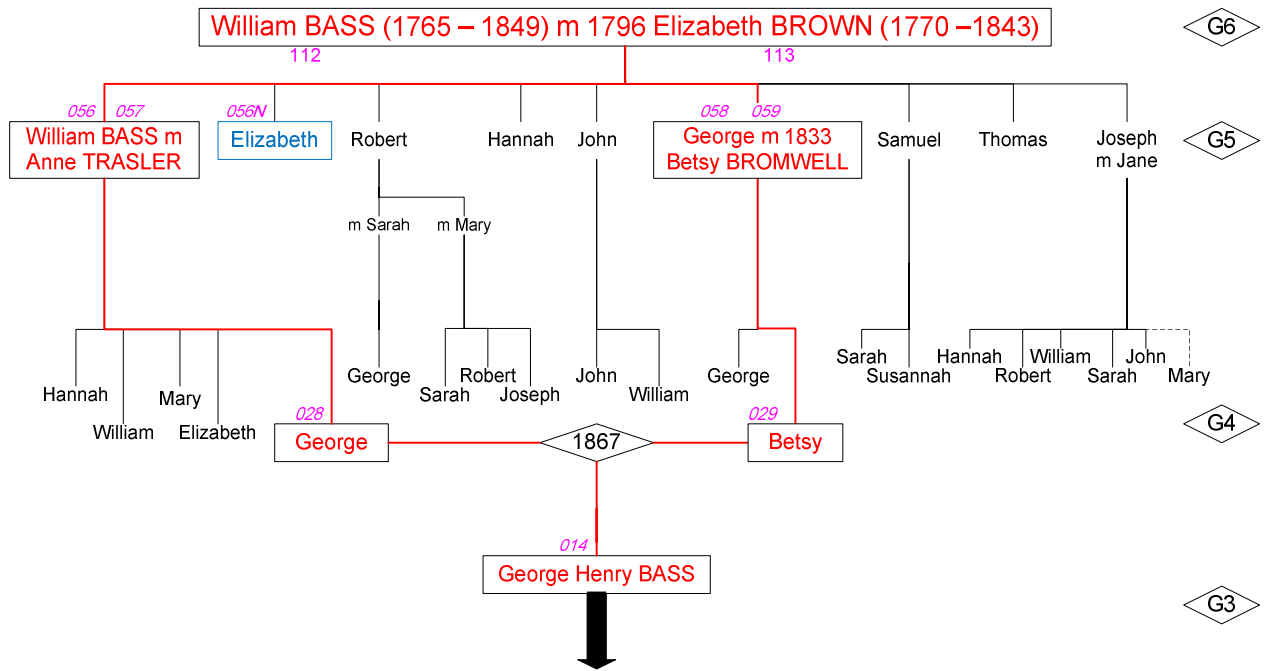 William BASS (1765 – 1849) m 1796 Elizabeth BROWN (1770 –1843)
G6
112
113
056
057
056N
058
059
William BASS m
Anne TRASLER
Elizabeth
Robert
Hannah
John
George m 1833
Betsy BROMWELL
Samuel
Thomas
Joseph
m Jane
G5
m Sarah
m Mary
Hannah
William
Mary
Elizabeth
George
Sarah
Robert
Joseph
John
William
George
Sarah
Susannah
Hannah
Robert
William
Sarah
John
Mary
028
029
George
1867
Betsy
G4
014
George Henry BASS
G3